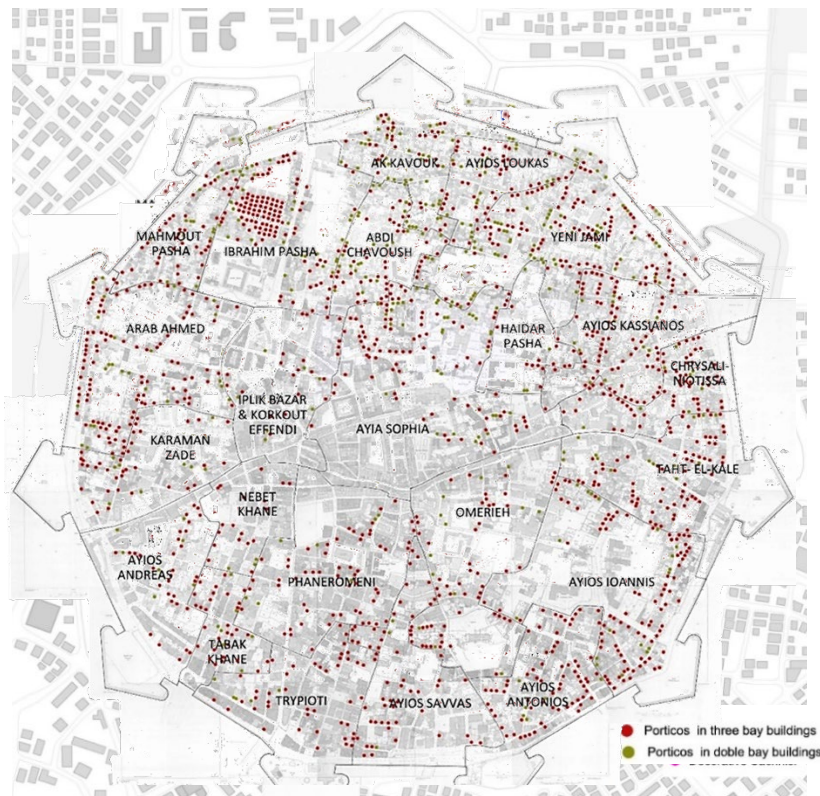 AK KAVOUK
AYIOS LOUKAS
MAHMOUT
PASHA
IBRAHIM PASHA
ABDI
CHAVOUSH
YENI JAMI
ARAB AHMED
HAIDAR
PASHA
AYIOS KASSIANOS
CHRYSALI-
NIOTISSA
IPLIK BAZAR
& KORKOUT
EFFENDI
AYIA SOPHIA
KARAMAN
ZADE
TAHT- EL-KALE
NEBET
KHANE
OMERIEH
AYIOS
ANDREAS
PHANEROMENI
AYIOS IOANNIS
TABAK
KHANE
TRYPIOTI
AYIOS SAVVAS
AYIOS
ANTONIOS
Porticos in three bay buildings
Porticos in doble bay buildings